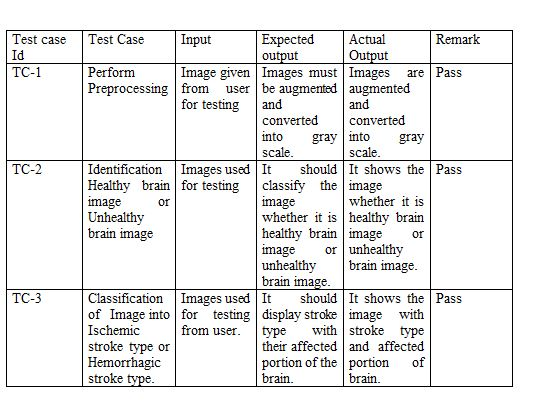 Test case Id | Test Case | Input | Expected output | Actual Output | Remark
TC-1 | Perform Preprocessing | Image given from user for testing | Images must be augmented and converted into gray scale. | Images are augmented and converted into gray scale. | Pass
TC-2 | Identification Healthy brain image or Unhealthy brain image | Images used for testing | It should classify the image whether it is healthy brain image or unhealthy brain image. | It shows the image whether it is healthy brain image or unhealthy brain image. | Pass
TC-3 | Classification of Image into Ischemic stroke type or Hemorrhagic stroke type. | Images used for testing from user. | It should display stroke type with their affected portion of the brain. | It shows the image with stroke type and affected portion of brain. | Pass